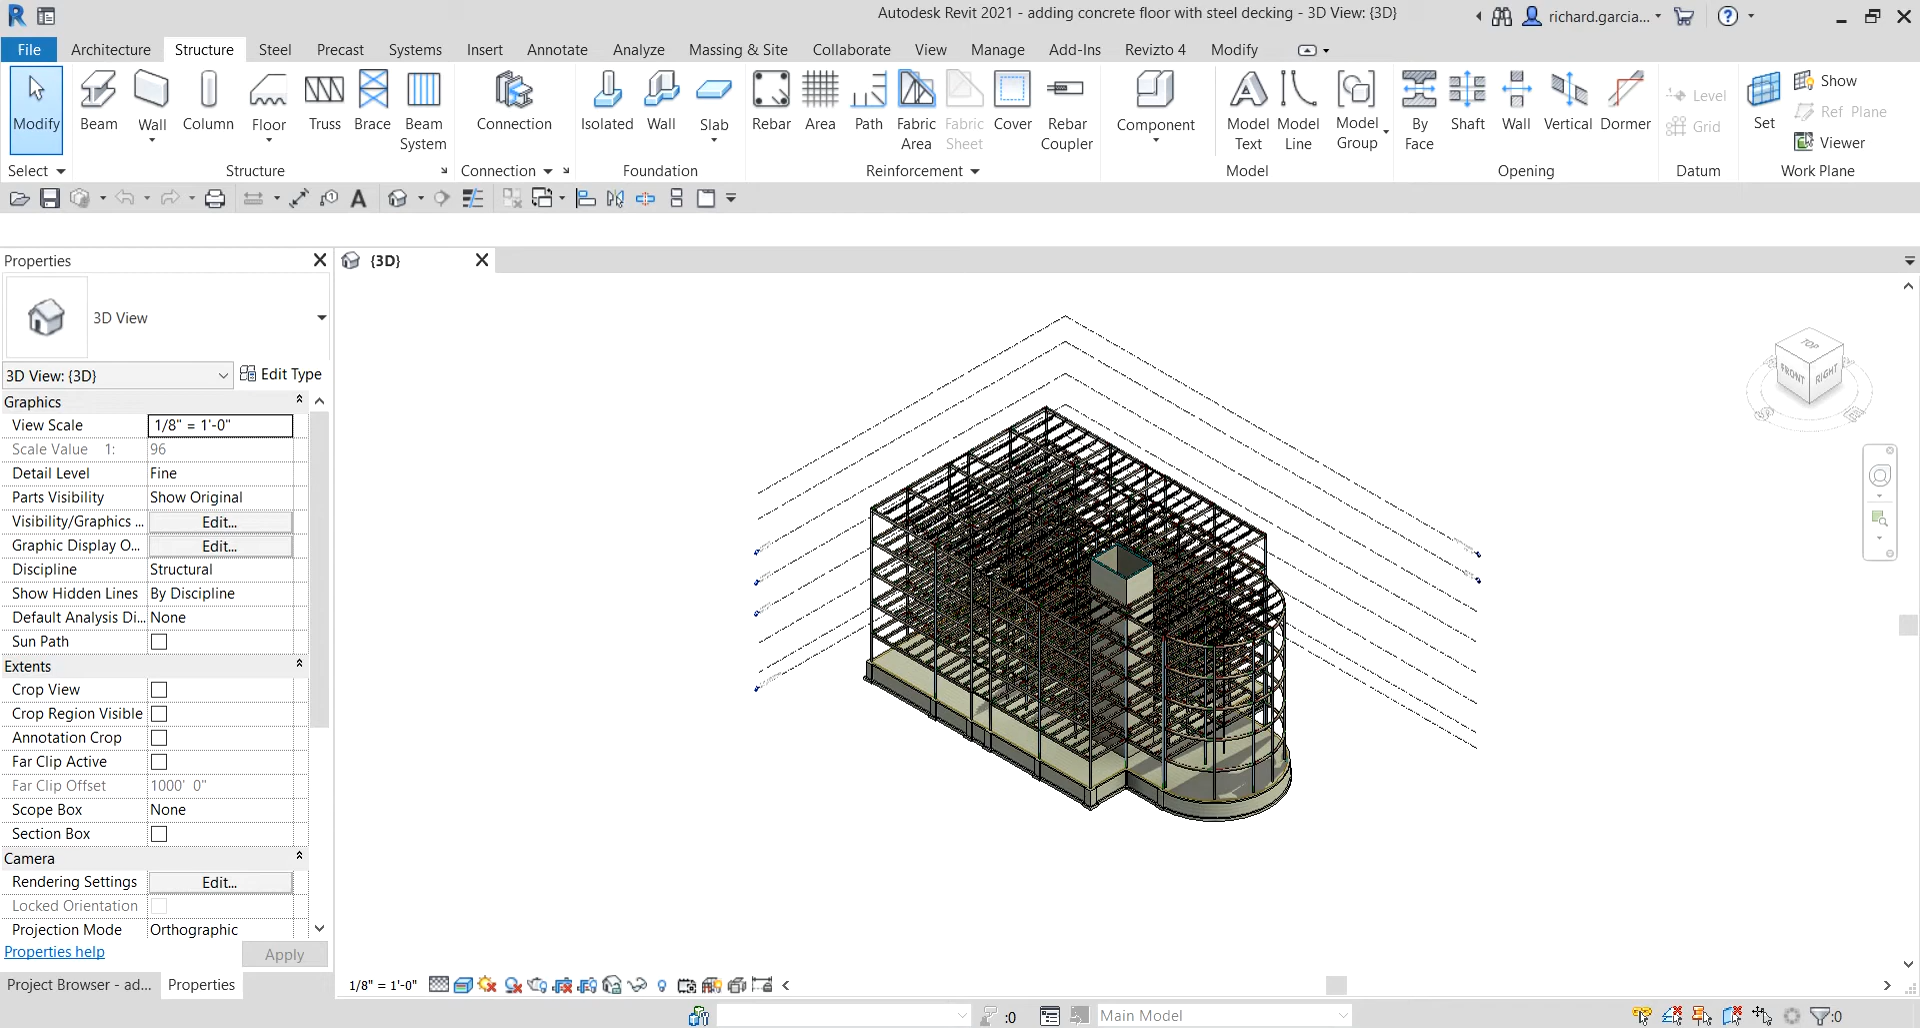 Autodesk Revit 2021 - adding concrete floor with steel decking - 3D View: {3D}
richard.garcia...
File Architecture Structure Steel Precast Systems Insert Annotate Analyze Massing & Site Collaborate View Manage Add-Ins Revizto 4 Modify
Modify Beam Wall Column Floor Truss Brace Beam System Connection Isolated Wall Slab Rebar Area Path Fabric Area Fabric Sheet Cover Rebar Coupler Component Model Text Model Line Model Group By Face Shaft Wall Vertical Dormer Level Grid Set Show Ref Plane Viewer
Select Structure Connection Foundation Reinforcement Model Opening Datum Work Plane
Properties
{3D}
3D View
3D View: {3D} Edit Type
Graphics
View Scale 1/8" = 1'-0"
Scale Value 1: 96
Detail Level Fine
Parts Visibility Show Original
Visibility/Graphics ... Edit...
Graphic Display O... Edit...
Discipline Structural
Show Hidden Lines By Discipline
Default Analysis Di... None
Sun Path
Extents
Crop View
Crop Region Visible
Annotation Crop
Far Clip Active
Far Clip Offset 1000' 0"
Scope Box None
Section Box
Camera
Rendering Settings Edit...
Locked Orientation
Projection Mode Orthographic
Properties help Apply
Project Browser - ad... Properties
TOP
FRONT RIGHT
1/8" = 1'-0"
:0 Main Model :0